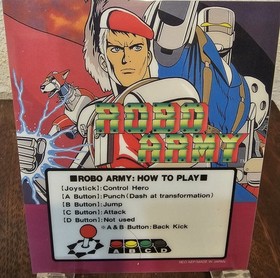 ROBO
ARMY
■ROBO ARMY: HOW TO PLAY■
[Joystick]: Control Hero
[A Button]: Punch(Dash at transformation)
[B Button]: Jump
[C Button]: Attack
[D Button]: Not used
※A&B Button: Back Kick
A B C D